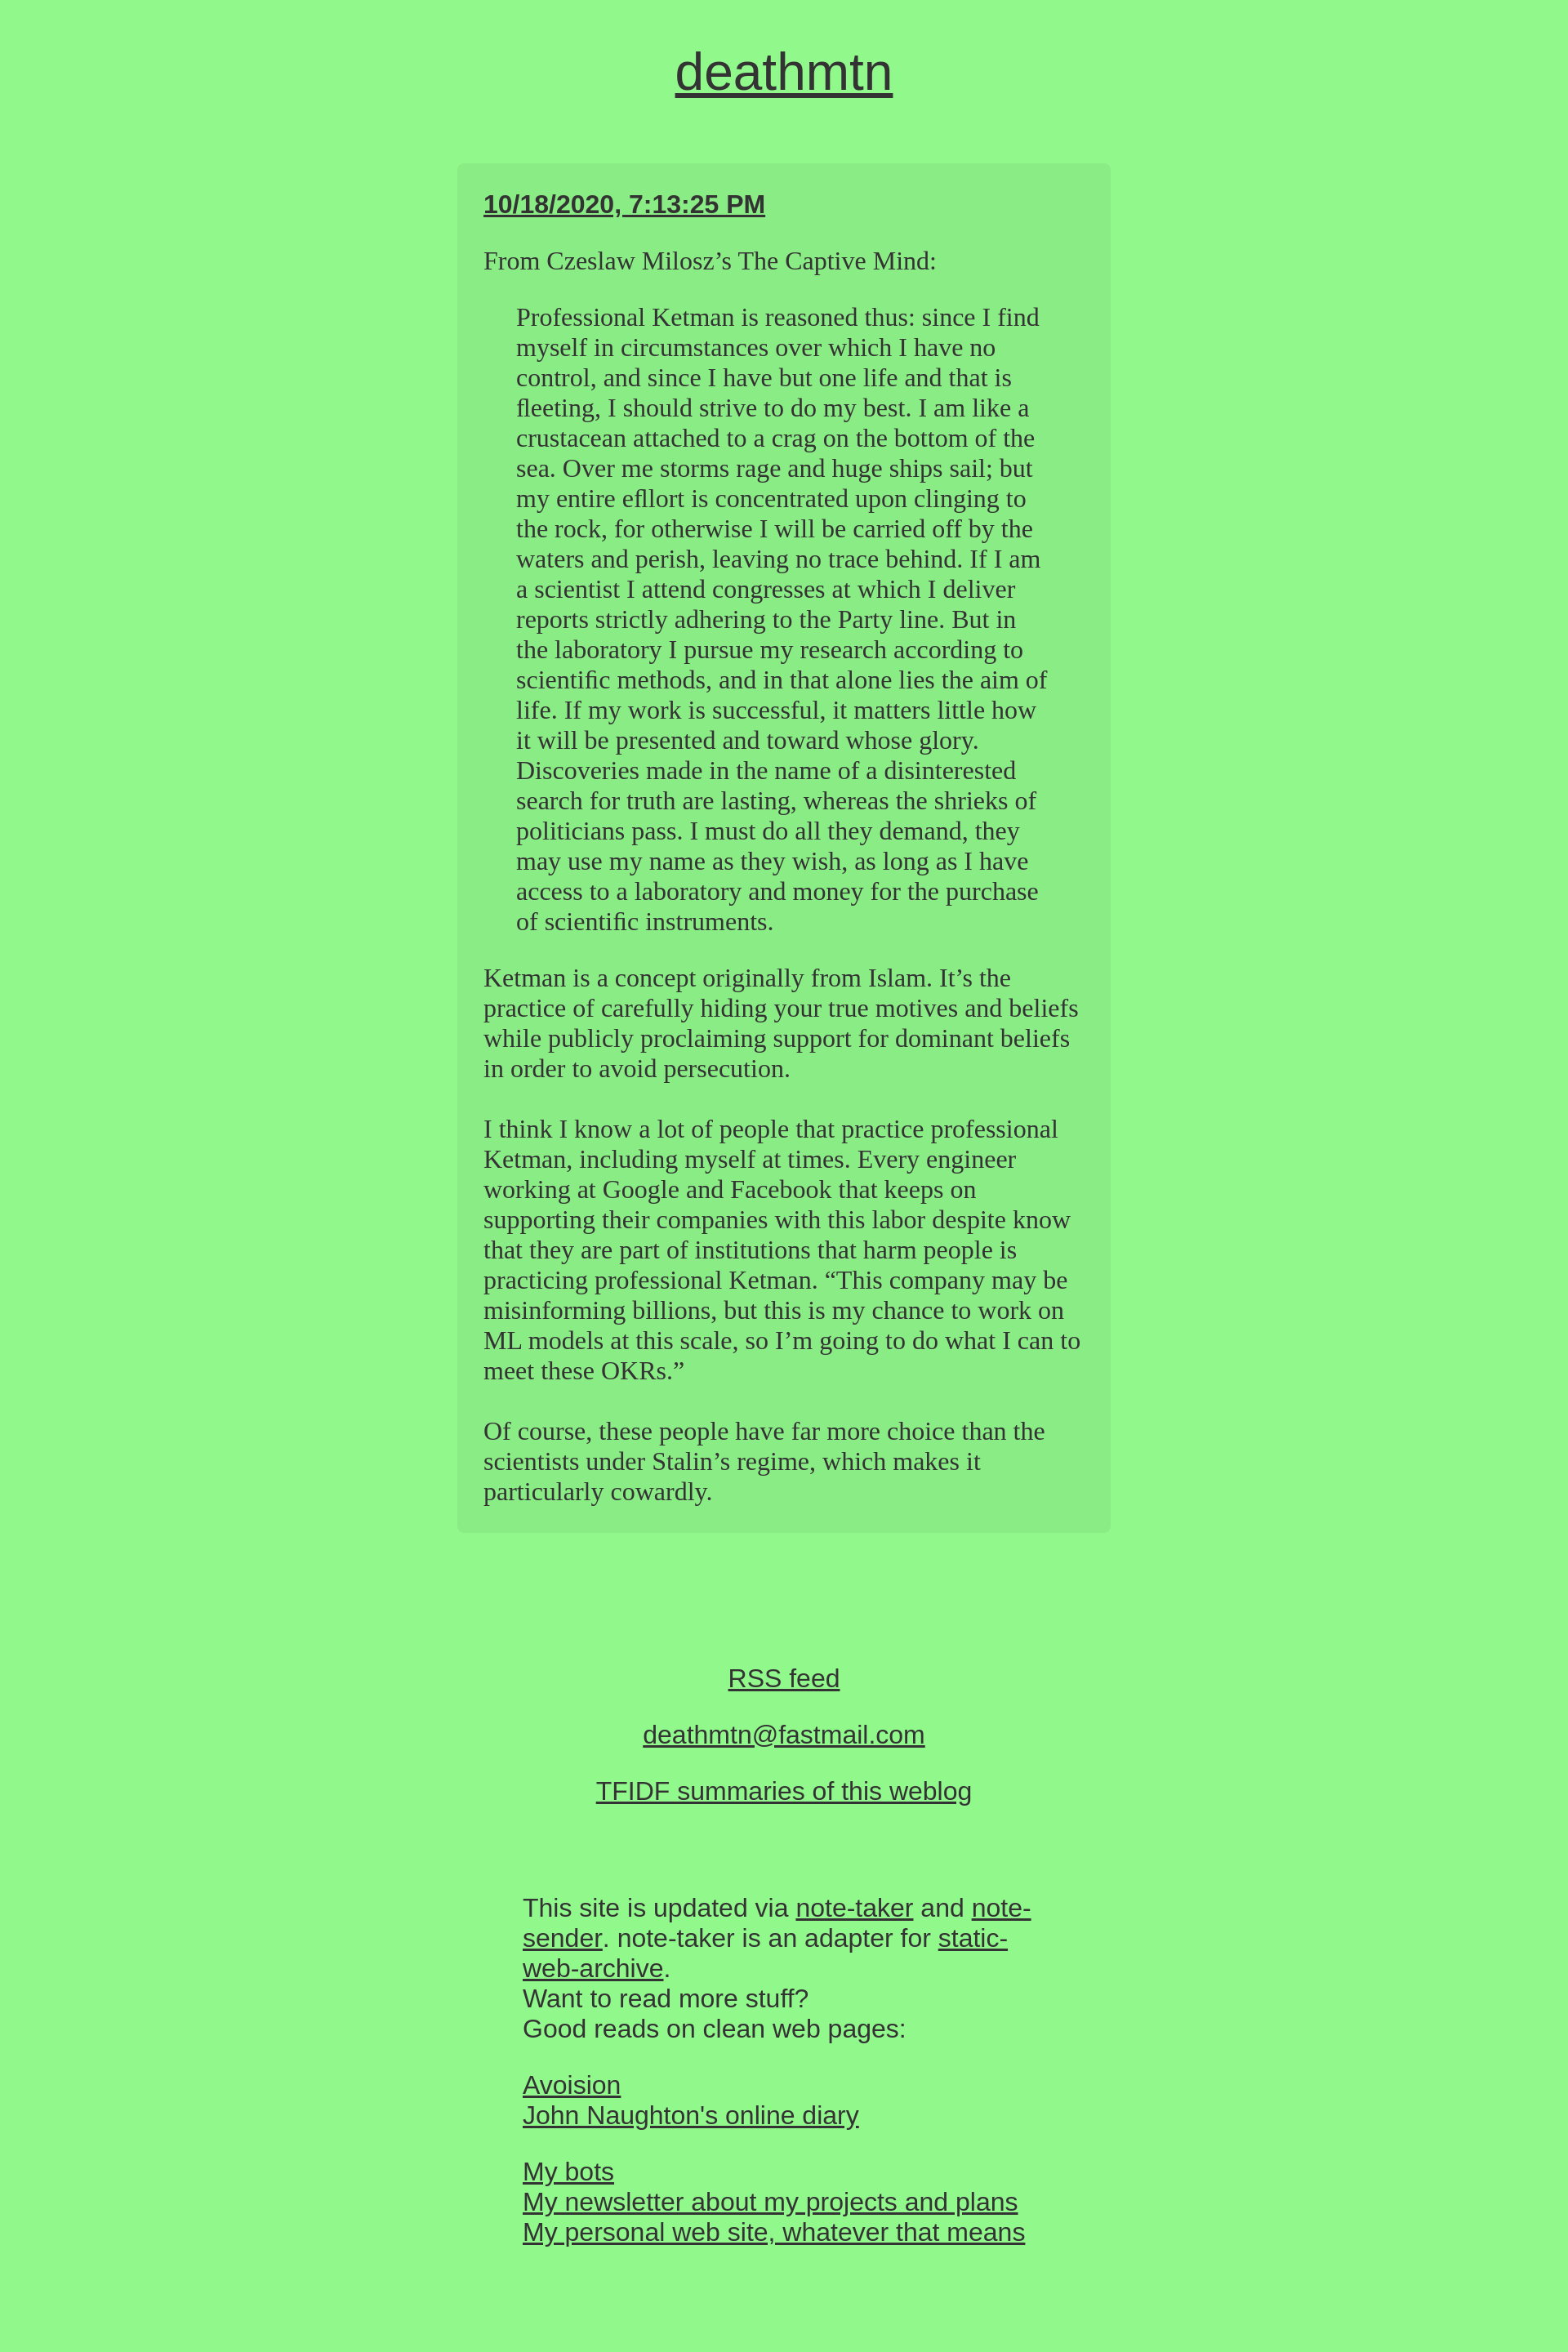 deathmtn
10/18/2020, 7:13:25 PM
From Czeslaw Milosz’s The Captive Mind:
Professional Ketman is reasoned thus: since I find
myself in circumstances over which I have no
control, and since I have but one life and that is
fleeting, I should strive to do my best. I am like a
crustacean attached to a crag on the bottom of the
sea. Over me storms rage and huge ships sail; but
my entire efllort is concentrated upon clinging to
the rock, for otherwise I will be carried off by the
waters and perish, leaving no trace behind. If I am
a scientist I attend congresses at which I deliver
reports strictly adhering to the Party line. But in
the laboratory I pursue my research according to
scientific methods, and in that alone lies the aim of
life. If my work is successful, it matters little how
it will be presented and toward whose glory.
Discoveries made in the name of a disinterested
search for truth are lasting, whereas the shrieks of
politicians pass. I must do all they demand, they
may use my name as they wish, as long as I have
access to a laboratory and money for the purchase
of scientific instruments.
Ketman is a concept originally from Islam. It’s the
practice of carefully hiding your true motives and beliefs
while publicly proclaiming support for dominant beliefs
in order to avoid persecution.
I think I know a lot of people that practice professional
Ketman, including myself at times. Every engineer
working at Google and Facebook that keeps on
supporting their companies with this labor despite know
that they are part of institutions that harm people is
practicing professional Ketman. “This company may be
misinforming billions, but this is my chance to work on
ML models at this scale, so I’m going to do what I can to
meet these OKRs.”
Of course, these people have far more choice than the
scientists under Stalin’s regime, which makes it
particularly cowardly.
RSS feed
deathmtn@fastmail.com
TFIDF summaries of this weblog
This site is updated via note-taker and note-
sender. note-taker is an adapter for static-
web-archive.
Want to read more stuff?
Good reads on clean web pages:
Avoision
John Naughton's online diary
My bots
My newsletter about my projects and plans
My personal web site, whatever that means